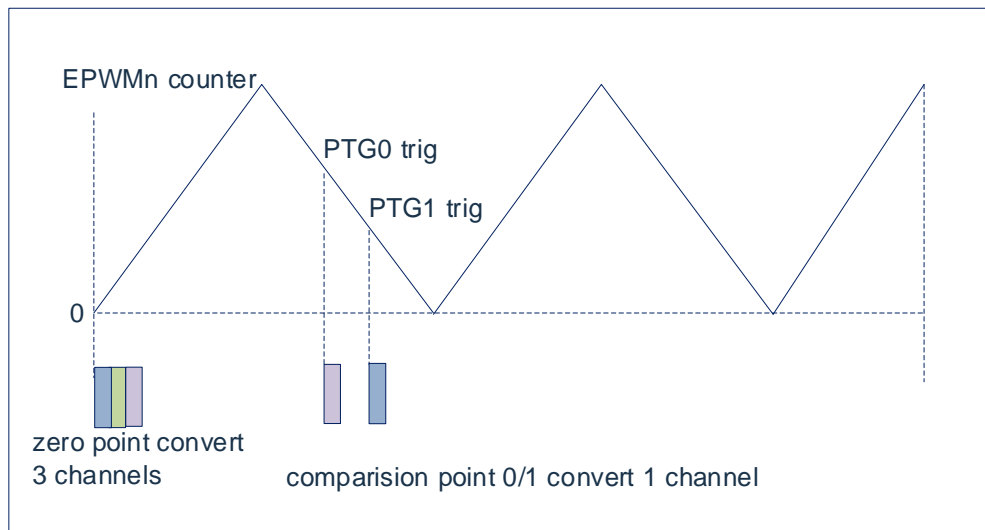 EPWMn counter
PTG0 trig
PTG1 trig
0
zero point convert
3 channels
comparision point 0/1 convert 1 channel